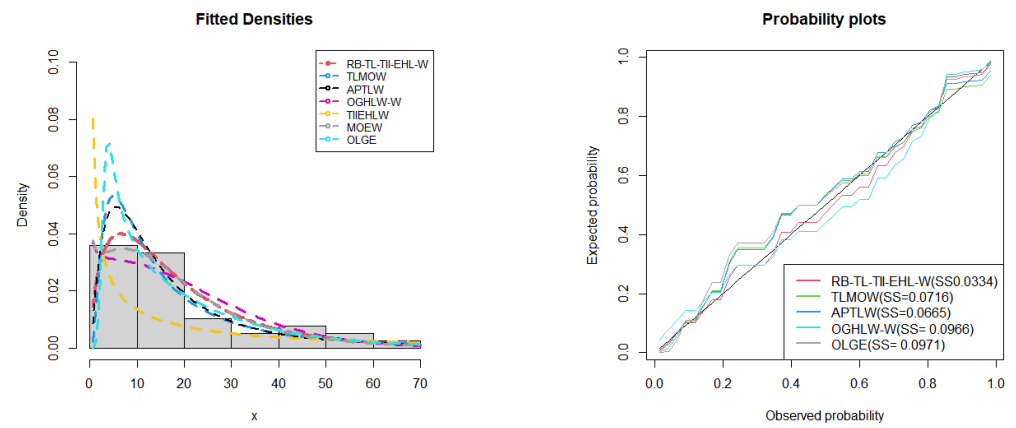 Fitted Densities
Density
0.00
0.02
0.04
0.06
0.08
0.10
RB-TL-TII-EHL-W
TLMOW
APTLW
OGHLW-W
TIIEHLW
MOEW
OLGE
0 10 20 30 40 50 60 70
x
Probability plots
Expected probability
0.0
0.2
0.4
0.6
0.8
1.0
RB-TL-TII-EHL-W(SS0.0334)
TLMOW(SS=0.0716)
APTLW(SS=0.0665)
OGHLW-W(SS= 0.0966)
OLGE(SS= 0.0971)
0.0 0.2 0.4 0.6 0.8 1.0
Observed probability